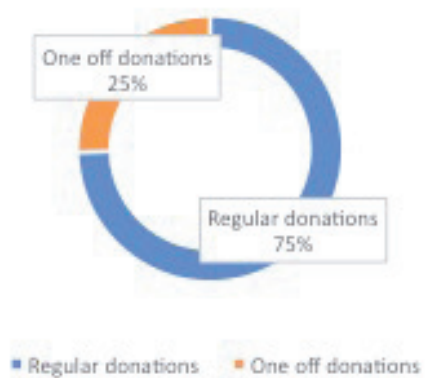 One off donations
25%
Regular donations
75%
Regular donations One off donations